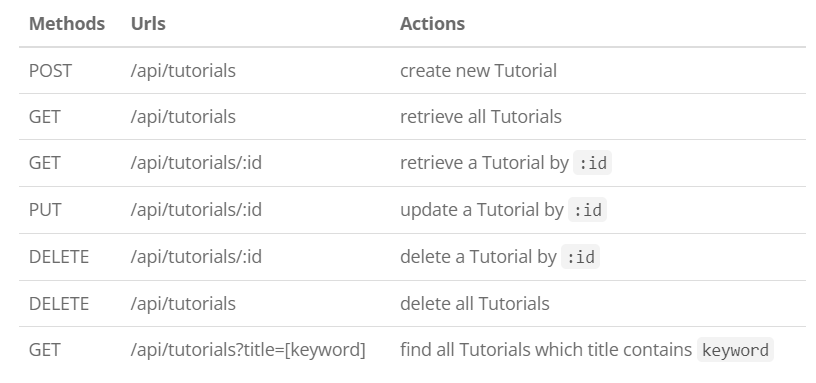 Methods Urls Actions
POST /api/tutorials create new Tutorial
GET /api/tutorials retrieve all Tutorials
GET /api/tutorials/:id retrieve a Tutorial by :id
PUT /api/tutorials/:id update a Tutorial by :id
DELETE /api/tutorials/:id delete a Tutorial by :id
DELETE /api/tutorials delete all Tutorials
GET /api/tutorials?title=[keyword] find all Tutorials which title contains keyword